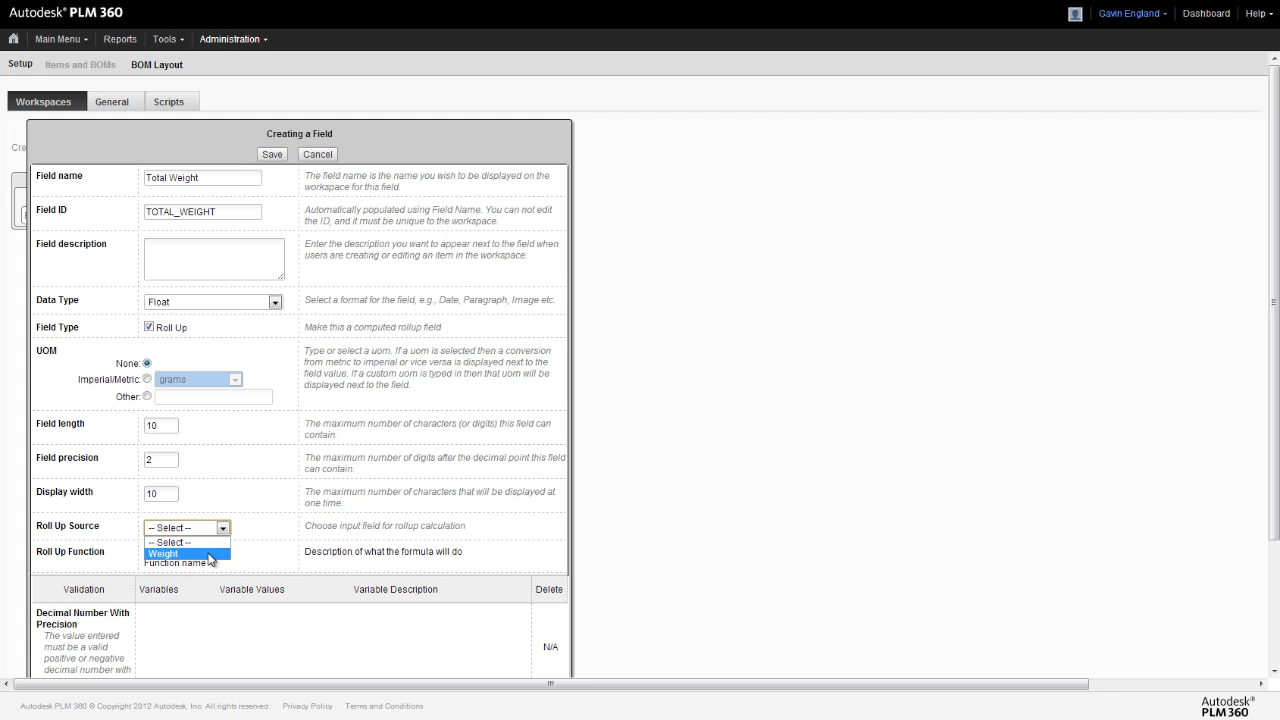 Autodesk® PLM 360
Gavin England Dashboard Help
Main Menu Reports Tools Administration
Setup Items and BOMs BOM Layout
Workspaces General Scripts
Creating a Field
Save Cancel
Field name Total Weight The field name is the name you wish to be displayed on the
workspace for this field.
Field ID TOTAL_WEIGHT Automatically populated using Field Name. You can not edit
the ID, and it must be unique to the workspace.
Field description Enter the description you want to appear next to the field when
users are creating or editing an item in the workspace.
Data Type Float Select a format for the field, e.g., Date, Paragraph, Image etc.
Field Type Roll Up Make this a computed rollup field
UOM Type or select a uom. If a uom is selected then a conversion
None: from metric to imperial or vice versa is displayed next to the
Imperial/Metric: grams field value. If a custom uom is typed in then that uom will be
displayed next to the field.
Other:
Field length 10 The maximum number of characters (or digits) this field can
contain.
Field precision 2 The maximum number of digits after the decimal point this field
can contain.
Display width 10 The maximum number of characters that will be displayed at
one time.
Roll Up Source -- Select -- Choose input field for rollup calculation
-- Select --
Roll Up Function Weight Description of what the formula will do
Function name
Validation Variables Variable Values Variable Description Delete
Decimal Number With
Precision
The value entered
must be a valid N/A
positive or negative
decimal number with
Autodesk PLM 360 © Copyright 2012 Autodesk, Inc. All rights reserved. Privacy Policy Terms and Conditions
Autodesk®
PLM 360